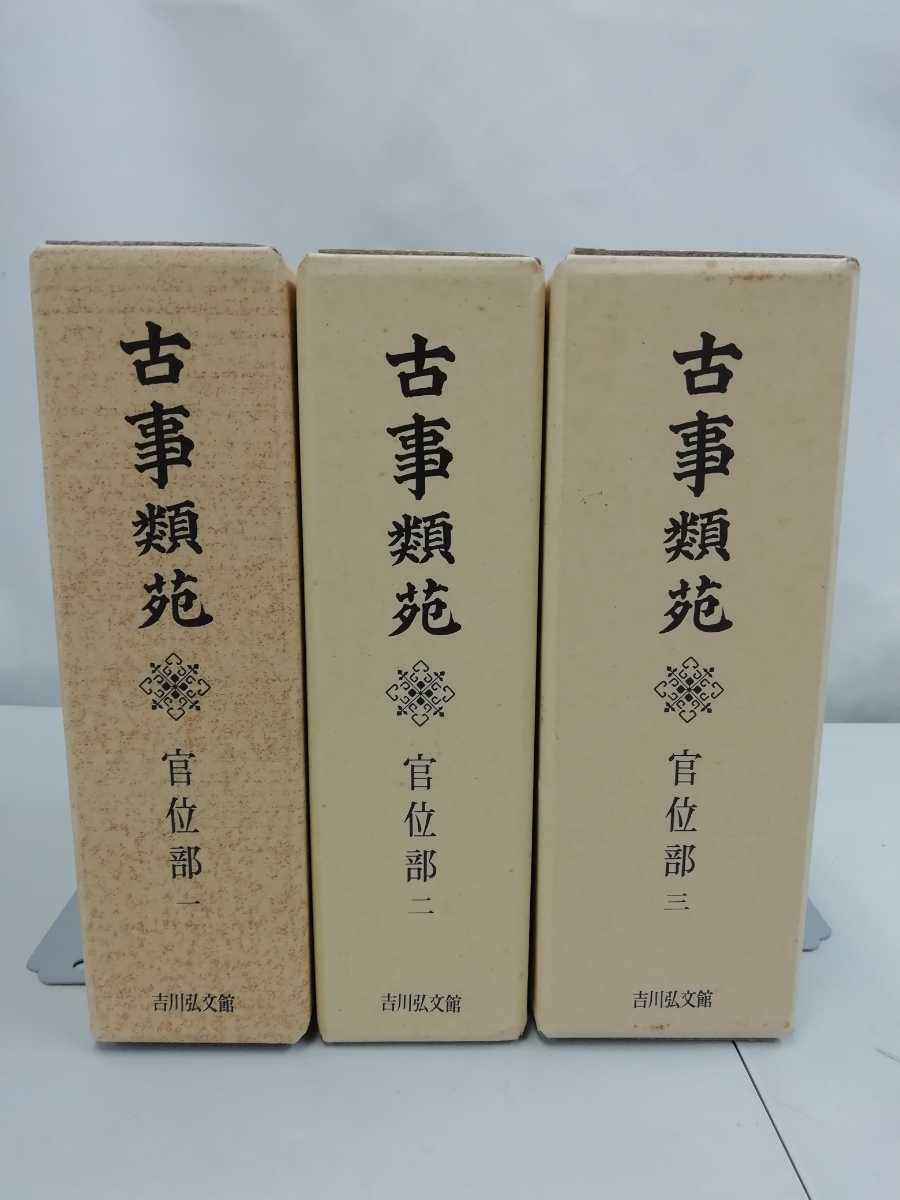 古事類苑
官位部 一
吉川弘文館
古事類苑
官位部 二
吉川弘文館
古事類苑
官位部 三
吉川弘文館